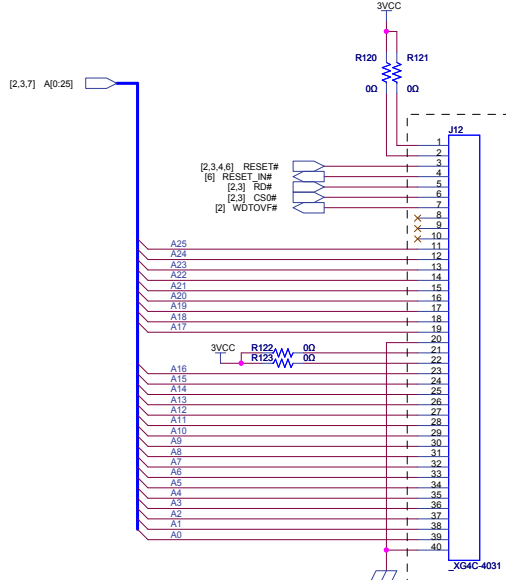 3VCC
R120 R121
0Ω 0Ω
[2,3,7] A[0:25]
J12
1
2
[2,3,4,6] RESET# 3
[6] RESET_IN# 4
[2,3] RD# 5
[2,3] CS0# 6
[2] WDTOVF# 7
8
9
10
A25 11
A24 12
A23 13
A22 14
A21 15
A20 16
A19 17
A18 18
A17 19
20
3VCC R122 0Ω 21
R123 0Ω 22
A16 23
A15 24
A14 25
A13 26
A12 27
A11 28
A10 29
A9 30
A8 31
A7 32
A6 33
A5 34
A4 35
A3 36
A2 37
A1 38
A0 39
40
_XG4C-4031